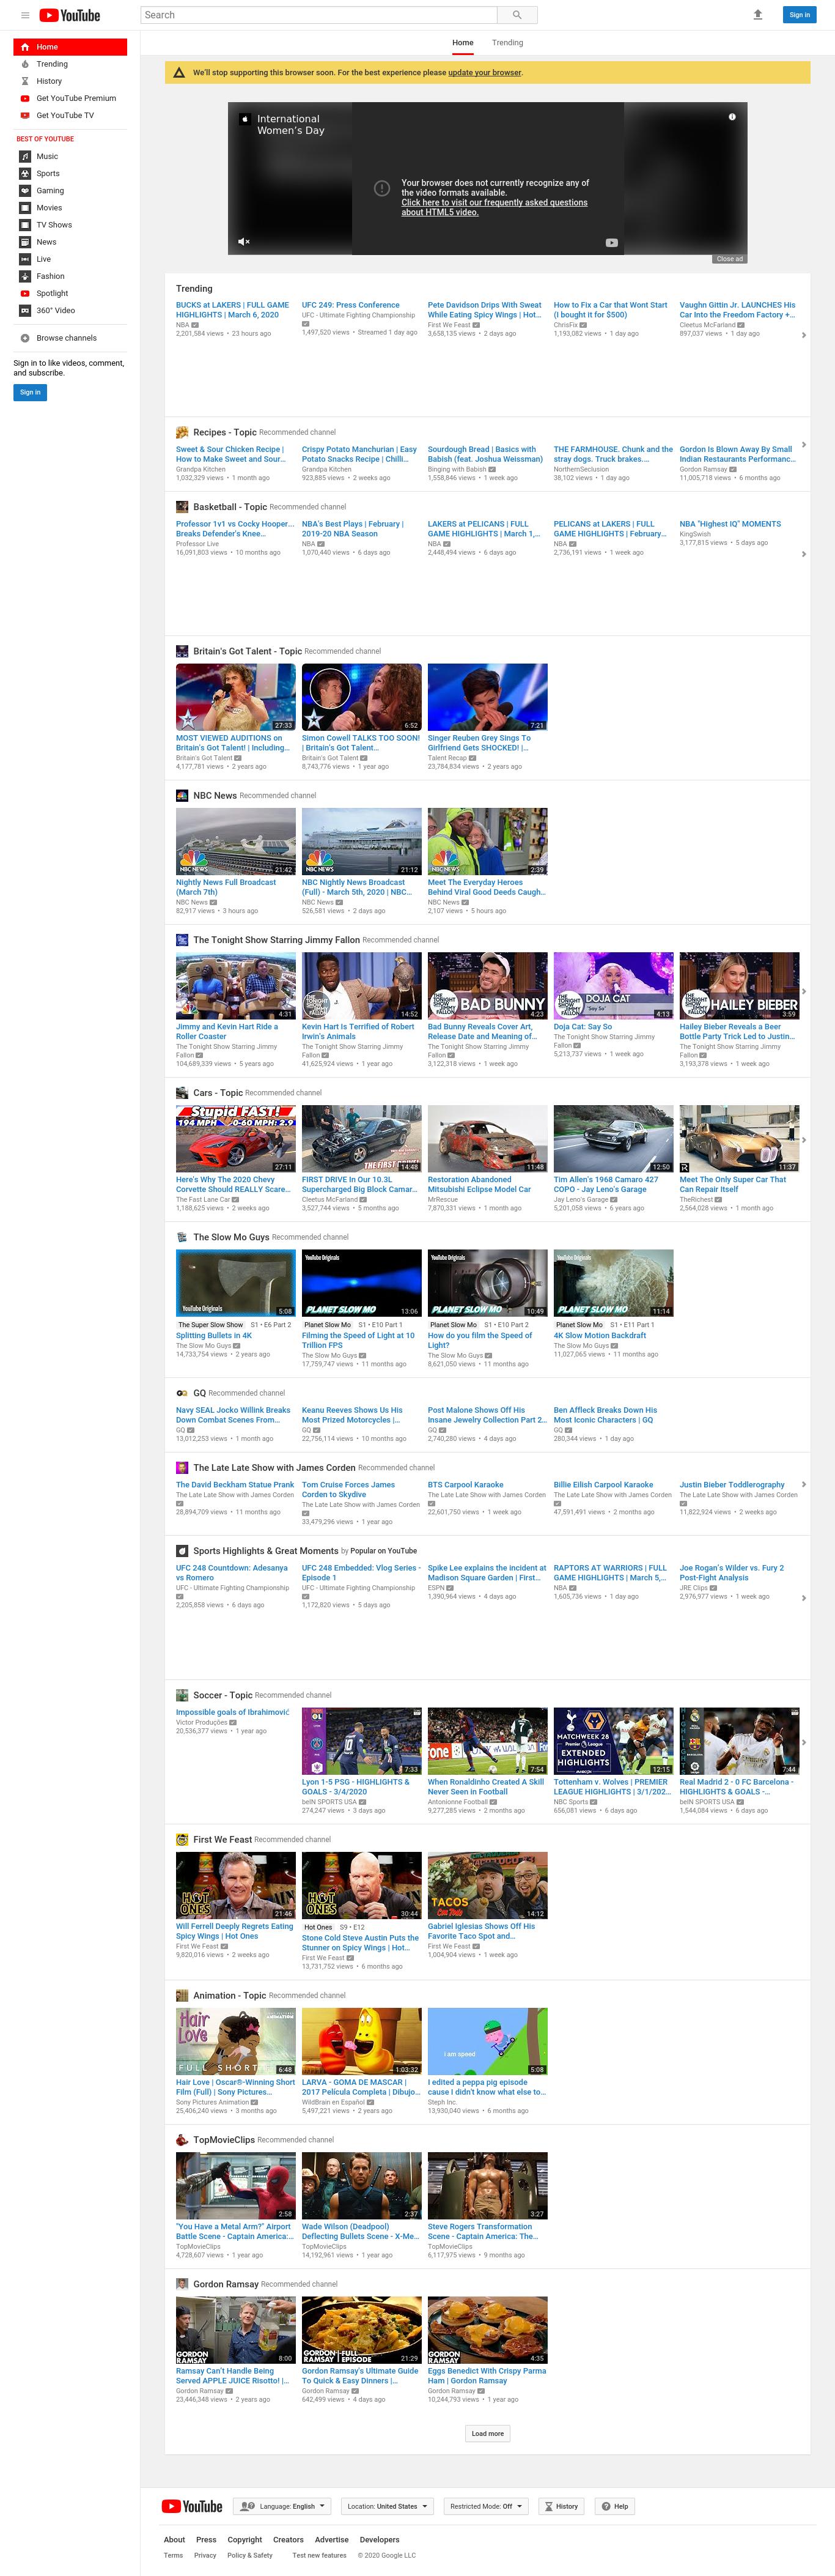 YouTube
Search
Sign in
Home
Trending
History
Get YouTube Premium
Get YouTube TV
BEST OF YOUTUBE
Music
Sports
Gaming
Movies
TV Shows
News
Live
Fashion
Spotlight
360° Video
Browse channels
Sign in to like videos, comment,
and subscribe.
Sign in
Home Trending
We'll stop supporting this browser soon. For the best experience please update your browser.
International
Women's Day
Your browser does not currently recognize any of
the video formats available.
Click here to visit our frequently asked questions
about HTML5 video.
Close ad
Trending
BUCKS at LAKERS | FULL GAME
HIGHLIGHTS | March 6, 2020
NBA
2,201,584 views • 23 hours ago
UFC 249: Press Conference
UFC - Ultimate Fighting Championship
1,497,520 views • Streamed 1 day ago
Pete Davidson Drips With Sweat
While Eating Spicy Wings | Hot...
First We Feast
3,658,135 views • 2 days ago
How to Fix a Car that Wont Start
(I bought it for $500)
ChrisFix
1,193,082 views • 1 day ago
Vaughn Gittin Jr. LAUNCHES His
Car Into the Freedom Factory +...
Cleetus McFarland
897,037 views • 1 day ago
Recipes - Topic Recommended channel
Sweet & Sour Chicken Recipe |
How to Make Sweet and Sour...
Grandpa Kitchen
1,032,329 views • 1 month ago
Crispy Potato Manchurian | Easy
Potato Snacks Recipe | Chilli...
Grandpa Kitchen
923,885 views • 2 weeks ago
Sourdough Bread | Basics with
Babish (feat. Joshua Weissman)
Binging with Babish
1,558,846 views • 1 week ago
THE FARMHOUSE. Chunk and the
stray dogs. Truck brakes....
NorthernSeclusion
38,102 views • 1 day ago
Gordon Is Blown Away By Small
Indian Restaurants Performanc...
Gordon Ramsay
11,005,718 views • 6 months ago
Basketball - Topic Recommended channel
Professor 1v1 vs Cocky Hooper...
Breaks Defender's Knee...
Professor Live
16,091,803 views • 10 months ago
NBA's Best Plays | February |
2019-20 NBA Season
NBA
1,070,440 views • 6 days ago
LAKERS at PELICANS | FULL
GAME HIGHLIGHTS | March 1,...
NBA
2,448,494 views • 6 days ago
PELICANS at LAKERS | FULL
GAME HIGHLIGHTS | February...
NBA
2,736,191 views • 1 week ago
NBA "Highest IQ" MOMENTS
KingSwish
3,177,815 views • 5 days ago
Britain's Got Talent - Topic Recommended channel
27:33
MOST VIEWED AUDITIONS on
Britain's Got Talent! | Including...
Britain's Got Talent
4,177,781 views • 2 years ago
6:52
Simon Cowell TALKS TOO SOON!
| Britain's Got Talent...
Britain's Got Talent
8,743,776 views • 1 year ago
7:21
Singer Reuben Grey Sings To
Girlfriend Gets SHOCKED! |...
Talent Recap
23,784,834 views • 2 years ago
NBC News Recommended channel
NBC NEWS
21:42
Nightly News Full Broadcast
(March 7th)
NBC News
82,917 views • 3 hours ago
NBC NEWS
21:12
NBC Nightly News Broadcast
(Full) - March 5th, 2020 | NBC...
NBC News
526,581 views • 2 days ago
NBC NEWS
2:39
Meet The Everyday Heroes
Behind Viral Good Deeds Caugh...
NBC News
2,107 views • 5 hours ago
The Tonight Show Starring Jimmy Fallon Recommended channel
4:31
Jimmy and Kevin Hart Ride a
Roller Coaster
The Tonight Show Starring Jimmy
Fallon
104,689,339 views • 5 years ago
14:52
Kevin Hart Is Terrified of Robert
Irwin's Animals
The Tonight Show Starring Jimmy
Fallon
41,625,924 views • 1 year ago
BAD BUNNY
4:23
Bad Bunny Reveals Cover Art,
Release Date and Meaning of...
The Tonight Show Starring Jimmy
Fallon
3,122,318 views • 1 week ago
DOJA CAT
"Say So"
4:13
Doja Cat: Say So
The Tonight Show Starring Jimmy
Fallon
5,213,737 views • 1 week ago
HAILEY BIEBER
3:59
Hailey Bieber Reveals a Beer
Bottle Party Trick Led to Justin...
The Tonight Show Starring Jimmy
Fallon
3,193,378 views • 1 week ago
Cars - Topic Recommended channel
Stupid FAST!
194 MPH 0-60 MPH: 2.9
27:11
Here's Why The 2020 Chevy
Corvette Should REALLY Scare...
The Fast Lane Car
1,188,625 views • 2 weeks ago
THE FIRST DRIVE!
14:48
FIRST DRIVE In Our 10.3L
Supercharged Big Block Camar...
Cleetus McFarland
3,527,744 views • 5 months ago
11:48
Restoration Abandoned
Mitsubishi Eclipse Model Car
MrRescue
7,870,331 views • 1 month ago
12:50
Tim Allen's 1968 Camaro 427
COPO - Jay Leno's Garage
Jay Leno's Garage
5,201,058 views • 6 years ago
11:37
Meet The Only Super Car That
Can Repair Itself
TheRichest
2,564,028 views • 1 month ago
The Slow Mo Guys Recommended channel
YouTube Originals
5:08
The Super Slow Show S1 • E6 Part 2
Splitting Bullets in 4K
The Slow Mo Guys
14,733,754 views • 2 years ago
YouTube Originals
PLANET SLOW MO
13:06
Planet Slow Mo S1 • E10 Part 1
Filming the Speed of Light at 10
Trillion FPS
The Slow Mo Guys
17,759,747 views • 11 months ago
YouTube Originals
PLANET SLOW MO
10:49
Planet Slow Mo S1 • E10 Part 2
How do you film the Speed of
Light?
The Slow Mo Guys
8,621,050 views • 11 months ago
YouTube Originals
PLANET SLOW MO
11:14
Planet Slow Mo S1 • E11 Part 1
4K Slow Motion Backdraft
The Slow Mo Guys
11,027,065 views • 11 months ago
GQ Recommended channel
Navy SEAL Jocko Willink Breaks
Down Combat Scenes From...
GQ
13,012,253 views • 1 month ago
Keanu Reeves Shows Us His
Most Prized Motorcycles |...
GQ
22,756,114 views • 10 months ago
Post Malone Shows Off His
Insane Jewelry Collection Part 2...
GQ
2,740,280 views • 4 days ago
Ben Affleck Breaks Down His
Most Iconic Characters | GQ
GQ
280,344 views • 1 day ago
The Late Late Show with James Corden Recommended channel
The David Beckham Statue Prank
The Late Late Show with James Corden
28,894,709 views • 11 months ago
Tom Cruise Forces James
Corden to Skydive
The Late Late Show with James Corden
33,479,296 views • 1 year ago
BTS Carpool Karaoke
The Late Late Show with James Corden
22,601,750 views • 1 week ago
Billie Eilish Carpool Karaoke
The Late Late Show with James Corden
47,591,491 views • 2 months ago
Justin Bieber Toddlerography
The Late Late Show with James Corden
11,822,924 views • 2 weeks ago
Sports Highlights & Great Moments by Popular on YouTube
UFC 248 Countdown: Adesanya
vs Romero
UFC - Ultimate Fighting Championship
2,205,858 views • 6 days ago
UFC 248 Embedded: Vlog Series -
Episode 1
UFC - Ultimate Fighting Championship
1,172,820 views • 5 days ago
Spike Lee explains the incident at
Madison Square Garden | First...
ESPN
1,390,964 views • 4 days ago
RAPTORS AT WARRIORS | FULL
GAME HIGHLIGHTS | March 5,...
NBA
1,605,736 views • 1 day ago
Joe Rogan's Wilder vs. Fury 2
Post-Fight Analysis
JRE Clips
2,976,977 views • 1 week ago
Soccer - Topic Recommended channel
Impossible goals of Ibrahimović
Victor Produções
20,536,377 views • 1 year ago
7:33
Lyon 1-5 PSG - HIGHLIGHTS &
GOALS - 3/4/2020
beIN SPORTS USA
274,247 views • 3 days ago
7:54
When Ronaldinho Created A Skill
Never Seen in Football
Antonionne Football
9,277,285 views • 2 months ago
MATCHWEEK 28
Premier League
EXTENDED
HIGHLIGHTS
12:15
Tottenham v. Wolves | PREMIER
LEAGUE HIGHLIGHTS | 3/1/202...
NBC Sports
656,081 views • 6 days ago
HIGHLIGHTS
7:44
Real Madrid 2 - 0 FC Barcelona -
HIGHLIGHTS & GOALS -...
beIN SPORTS USA
1,544,084 views • 6 days ago
First We Feast Recommended channel
HOT ONES
21:46
Will Ferrell Deeply Regrets Eating
Spicy Wings | Hot Ones
First We Feast
9,820,016 views • 2 weeks ago
HOT ONES
30:44
Hot Ones S9 • E12
Stone Cold Steve Austin Puts the
Stunner on Spicy Wings | Hot...
First We Feast
13,731,752 views • 6 months ago
TACOS
Con Todo
14:12
Gabriel Iglesias Shows Off His
Favorite Taco Spot and...
First We Feast
1,004,904 views • 1 week ago
Animation - Topic Recommended channel
Hair Love
FULL SHORT
6:48
Hair Love | Oscar®-Winning Short
Film (Full) | Sony Pictures...
Sony Pictures Animation
25,406,240 views • 3 months ago
1:03:32
LARVA - GOMA DE MASCAR |
2017 Película Completa | Dibujo...
WildBrain en Español
5,497,221 views • 2 years ago
I am speed
5:08
I edited a peppa pig episode
cause I didn't know what else to...
Steph Inc.
13,930,040 views • 6 months ago
TopMovieClips Recommended channel
2:58
"You Have a Metal Arm?" Airport
Battle Scene - Captain America:...
TopMovieClips
4,728,607 views • 1 year ago
2:37
Wade Wilson (Deadpool)
Deflecting Bullets Scene - X-Me...
TopMovieClips
14,192,961 views • 1 year ago
3:27
Steve Rogers Transformation
Scene - Captain America: The...
TopMovieClips
6,117,975 views • 9 months ago
Gordon Ramsay Recommended channel
GORDON
RAMSAY
8:00
Ramsay Can't Handle Being
Served APPLE JUICE Risotto! |...
Gordon Ramsay
23,446,348 views • 2 years ago
GORDON
RAMSAY
FULL
EPISODE
21:29
Gordon Ramsay's Ultimate Guide
To Quick & Easy Dinners |...
Gordon Ramsay
642,499 views • 4 days ago
GORDON
RAMSAY
4:35
Eggs Benedict With Crispy Parma
Ham | Gordon Ramsay
Gordon Ramsay
10,244,793 views • 1 year ago
Load more
YouTube
Language: English
Location: United States
Restricted Mode: Off
History
Help
About Press Copyright Creators Advertise Developers
Terms Privacy Policy & Safety Test new features © 2020 Google LLC